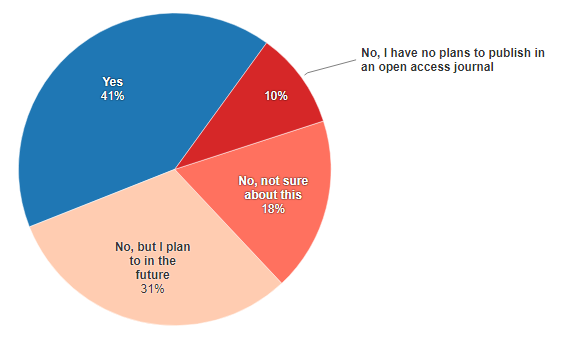 Yes
41%
No, I have no plans to publish in
an open access journal
10%
No, not sure
about this
18%
No, but I plan
to in the
future
31%